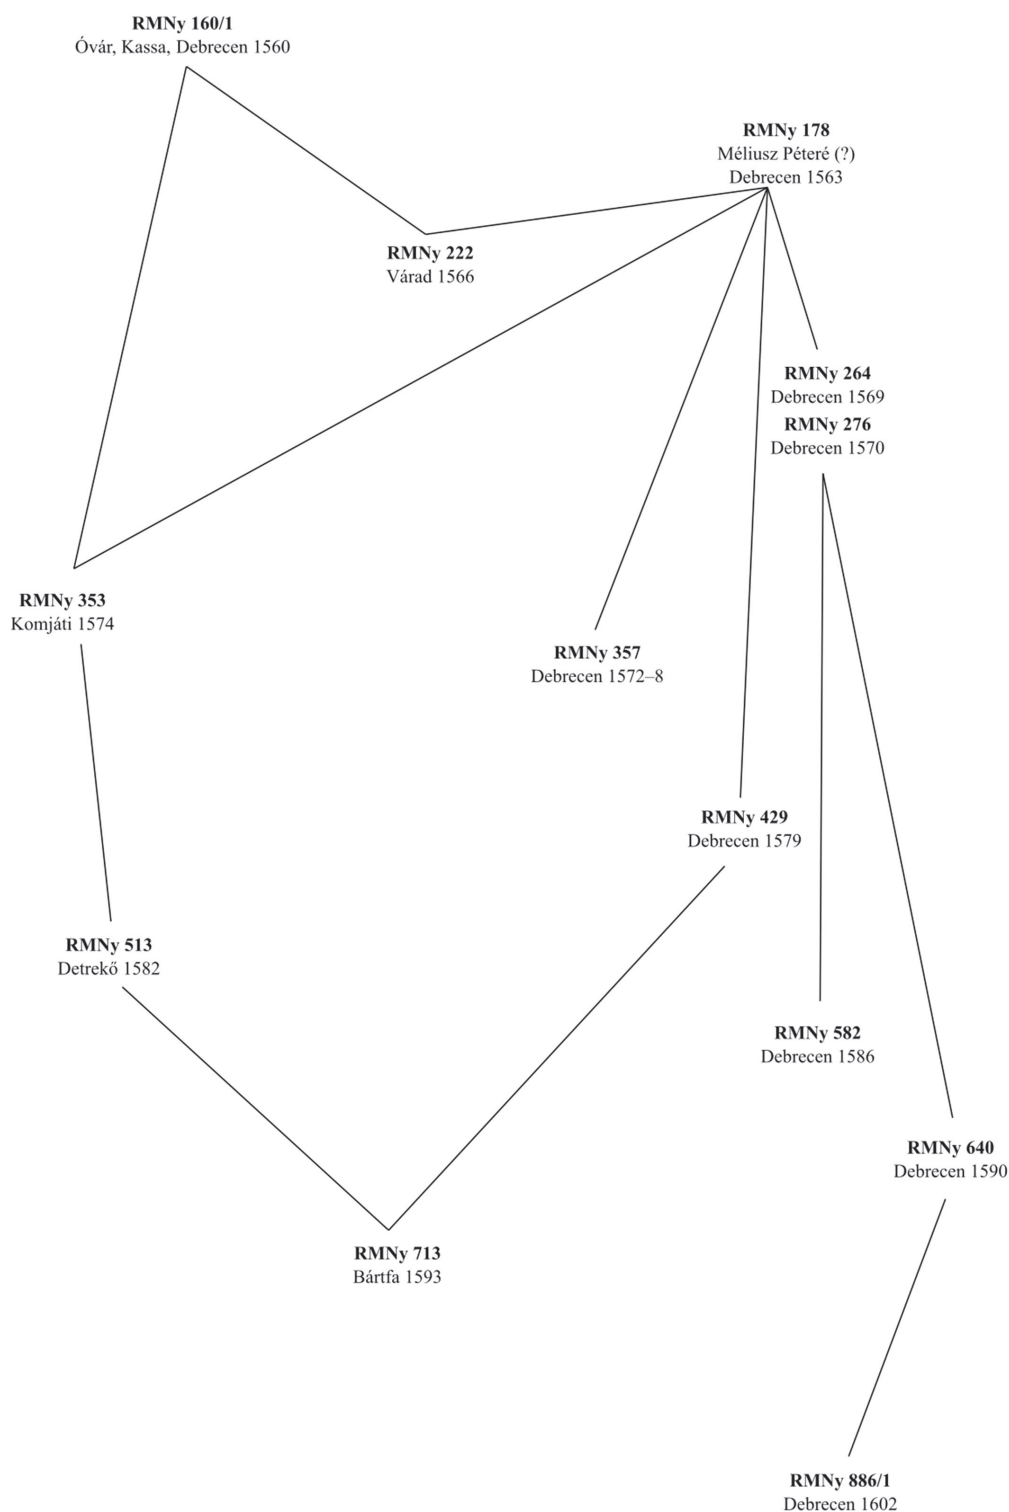 RMNy 160/1
Óvár, Kassa, Debrecen 1560
RMNy 178
Méliusz Péteré (?)
Debrecen 1563
RMNy 222
Várad 1566
RMNy 264
Debrecen 1569
RMNy 276
Debrecen 1570
RMNy 353
Komjáti 1574
RMNy 357
Debrecen 1572–8
RMNy 429
Debrecen 1579
RMNy 513
Detrekő 1582
RMNy 582
Debrecen 1586
RMNy 640
Debrecen 1590
RMNy 713
Bártfa 1593
RMNy 886/1
Debrecen 1602